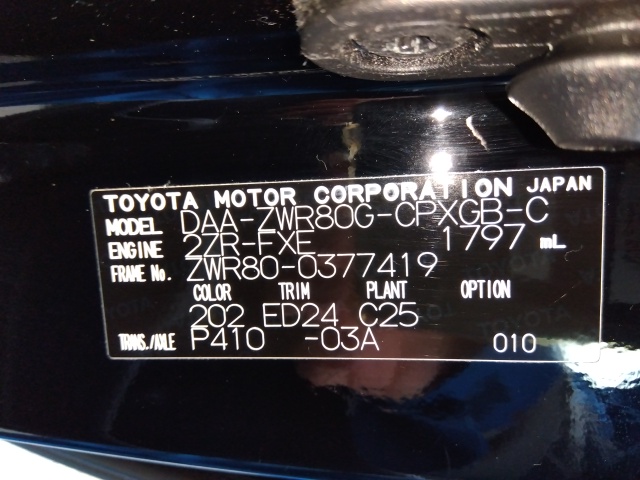 TOYOTA MOTOR CORPORATION JAPAN
MODEL DAA-ZWR80G-CPXGB-C
ENGINE 2ZR-FXE 1797 mL
FRAME No. ZWR80-0377419
COLOR TRIM PLANT OPTION
202 ED24 C25
TRANS./AXLE P410 -03A 010